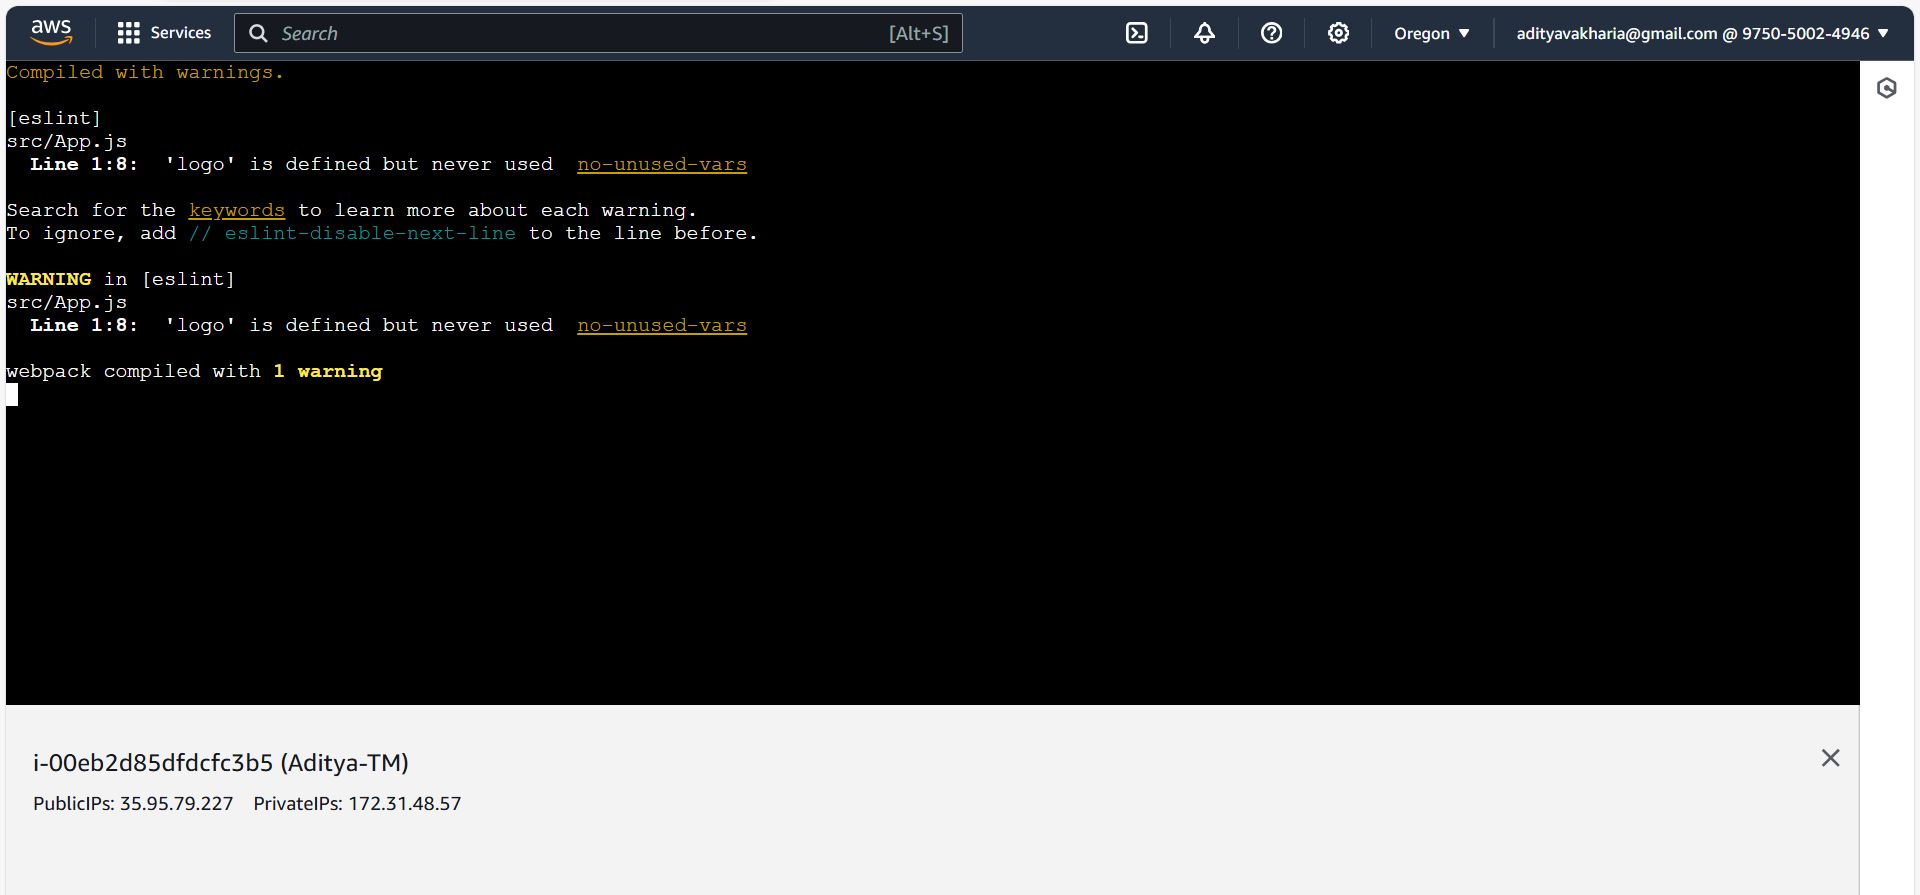 aws Services Search [Alt+S] Oregon adityavakharia@gmail.com @ 9750-5002-4946
Compiled with warnings.
[eslint]
src/App.js
Line 1:8: 'logo' is defined but never used no-unused-vars
Search for the keywords to learn more about each warning.
To ignore, add // eslint-disable-next-line to the line before.
WARNING in [eslint]
src/App.js
Line 1:8: 'logo' is defined but never used no-unused-vars
webpack compiled with 1 warning
i-00eb2d85dfdcfc3b5 (Aditya-TM)
PublicIPs: 35.95.79.227 PrivateIPs: 172.31.48.57